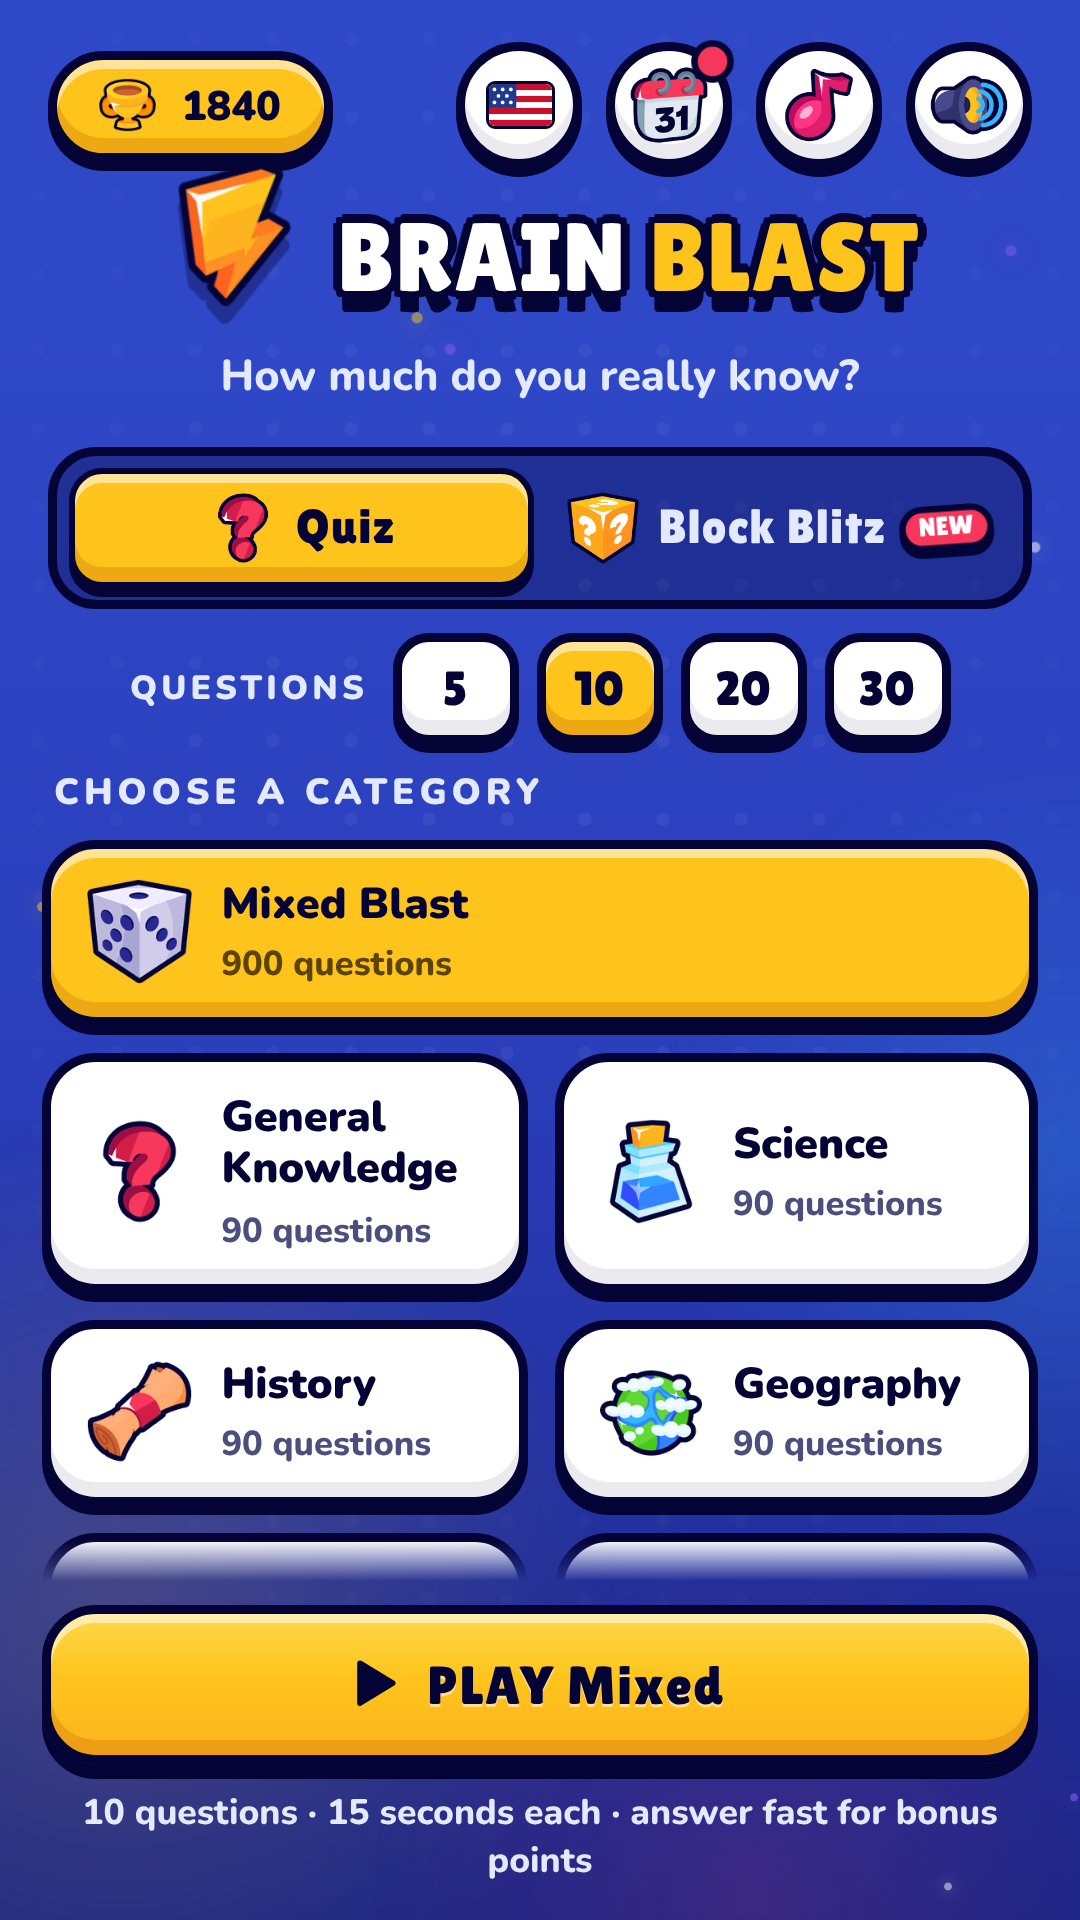 1840
31
BRAIN BLAST
How much do you really know?
Quiz
Block Blitz NEW
QUESTIONS 5 10 20 30
CHOOSE A CATEGORY
Mixed Blast
900 questions
General
Knowledge
90 questions
Science
90 questions
History
90 questions
Geography
90 questions
PLAY Mixed
10 questions · 15 seconds each · answer fast for bonus
points